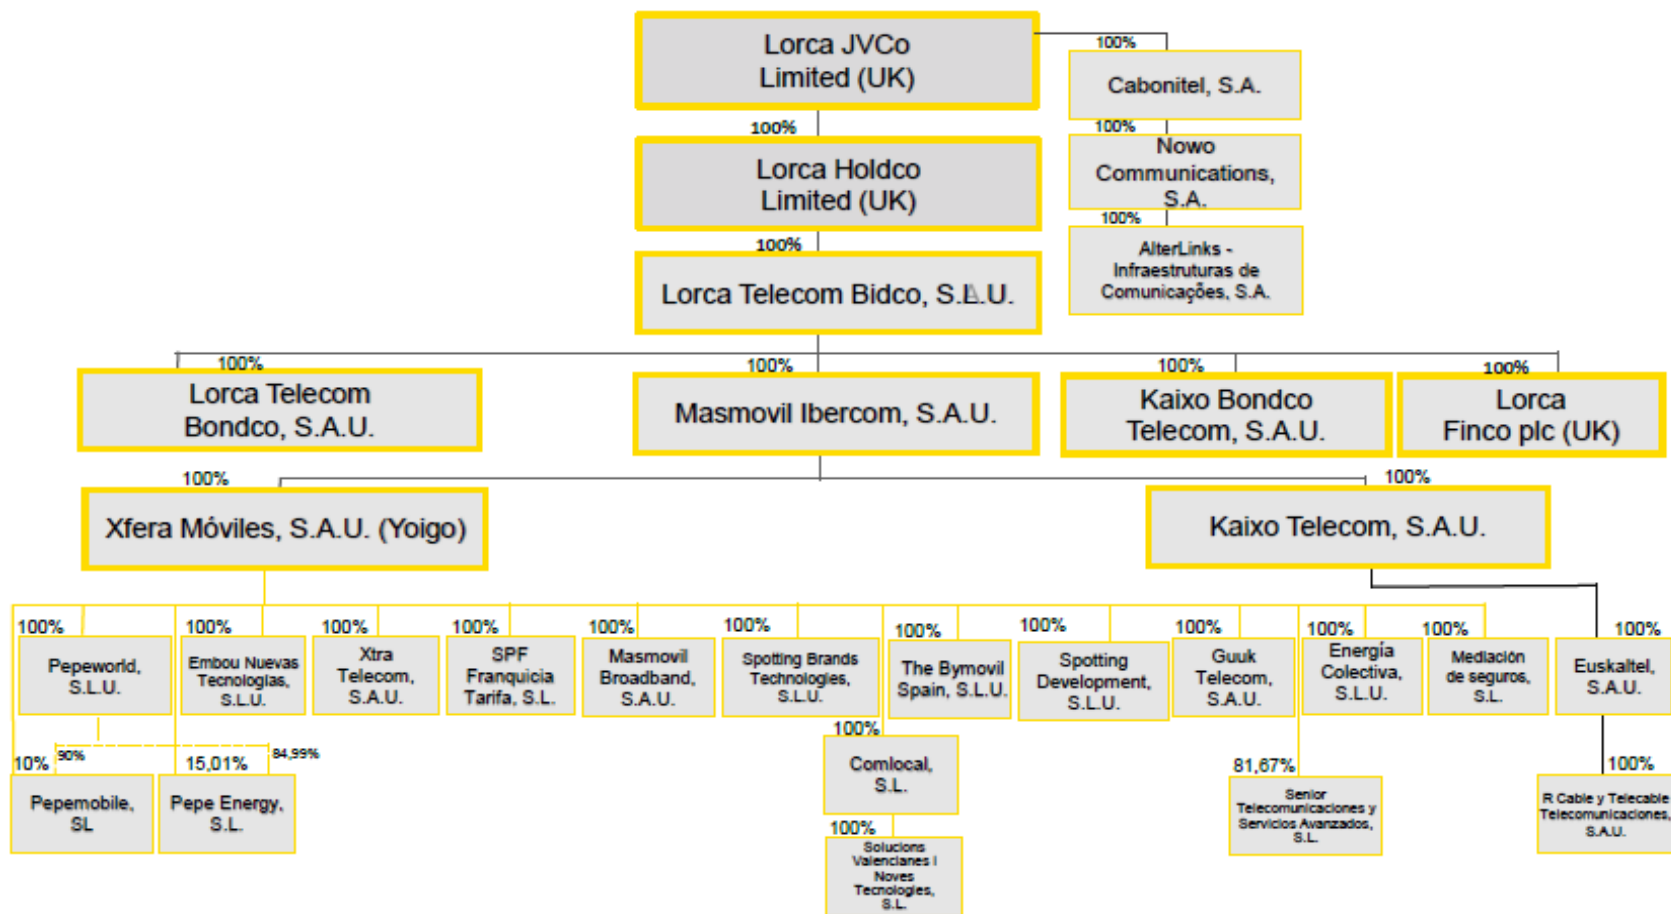 Lorca JVCo
Limited (UK)
100%
Cabonitel, S.A.
100%
100%
Nowo
Communications,
S.A.
Lorca Holdco
Limited (UK)
100%
100%
AlterLinks -
Infraestruturas de
Comunicações, S.A.
Lorca Telecom Bidco, S.A.U.
100%
100%
100%
100%
Lorca Telecom
Bondco, S.A.U.
Masmovil Ibercom, S.A.U.
Kaixo Bondco
Telecom, S.A.U.
Lorca
Finco plc (UK)
100%
100%
Xfera Móviles, S.A.U. (Yoigo)
Kaixo Telecom, S.A.U.
100%
100%
100%
100%
100%
100%
100%
100%
100%
100%
100%
100%
Pepeworld,
S.L.U.
Embou Nuevas
Tecnologías,
S.L.U.
Xtra
Telecom,
S.A.U.
SPF
Franquicia
Tarifa, S.L.
Masmovil
Broadband,
S.A.U.
Spotting Brands
Technologies,
S.L.U.
The Bymovil
Spain, S.L.U.
Spotting
Development,
S.L.U.
Guuk
Telecom,
S.A.U.
Energía
Colectiva,
S.L.U.
Mediación
de seguros,
S.L.
Euskaltel,
S.A.U.
10%
90%
15,01%
84,99%
100%
81,67%
100%
Pepemobile,
SL
Pepe Energy,
S.L.
Comlocal,
S.L.
Senior
Telecomunicaciones y
Servicios Avanzados,
S.L.
R Cable y Telecable
Telecomunicaciones,
S.A.U.
100%
Solucions
Valencianes i
Noves
Tecnologies,
S.L.